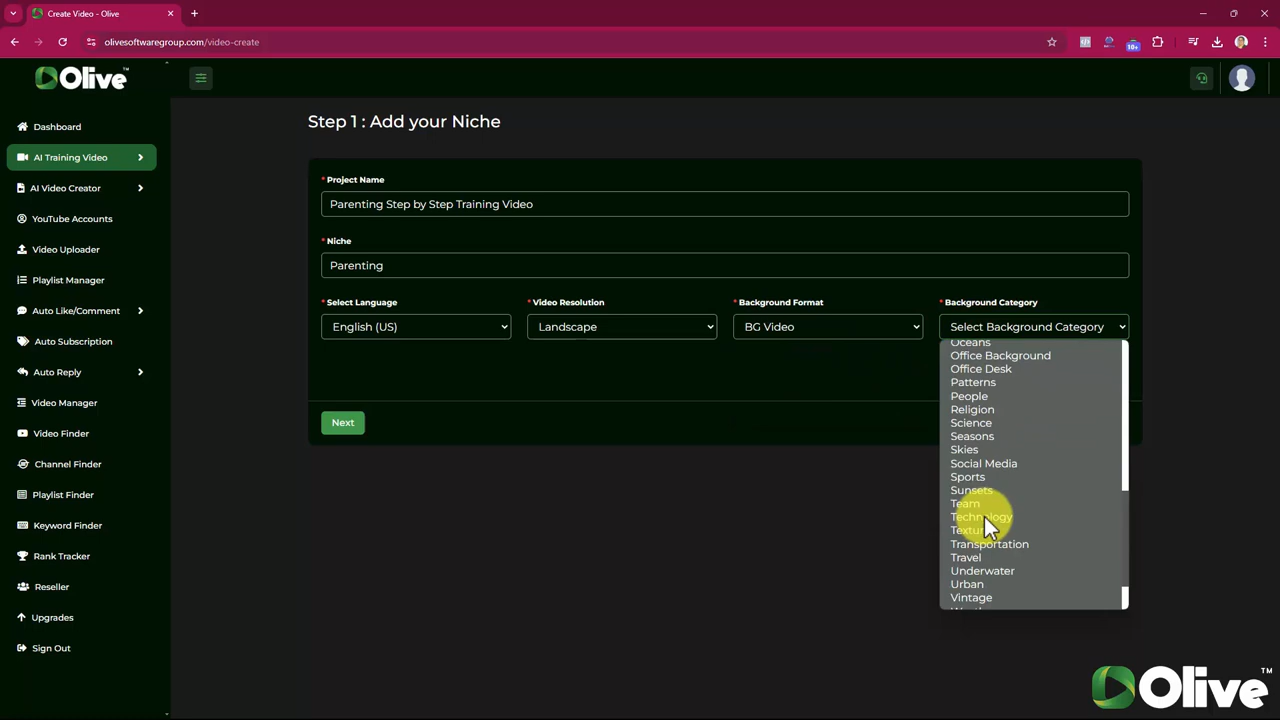 Create Video - Olive
olivesoftwaregroup.com/video-create
10+
Olive™
Dashboard
AI Training Video
AI Video Creator
YouTube Accounts
Video Uploader
Playlist Manager
Auto Like/Comment
Auto Subscription
Auto Reply
Video Manager
Video Finder
Channel Finder
Playlist Finder
Keyword Finder
Rank Tracker
Reseller
Upgrades
Sign Out
Step 1 : Add your Niche
* Project Name
Parenting Step by Step Training Video
* Niche
Parenting
* Select Language
* Video Resolution
* Background Format
* Background Category
English (US)
Landscape
BG Video
Select Background Category
Oceans
Office Background
Office Desk
Patterns
People
Religion
Science
Seasons
Skies
Social Media
Sports
Sunsets
Team
Technology
Transportation
Travel
Underwater
Urban
Vintage
Next
Olive™